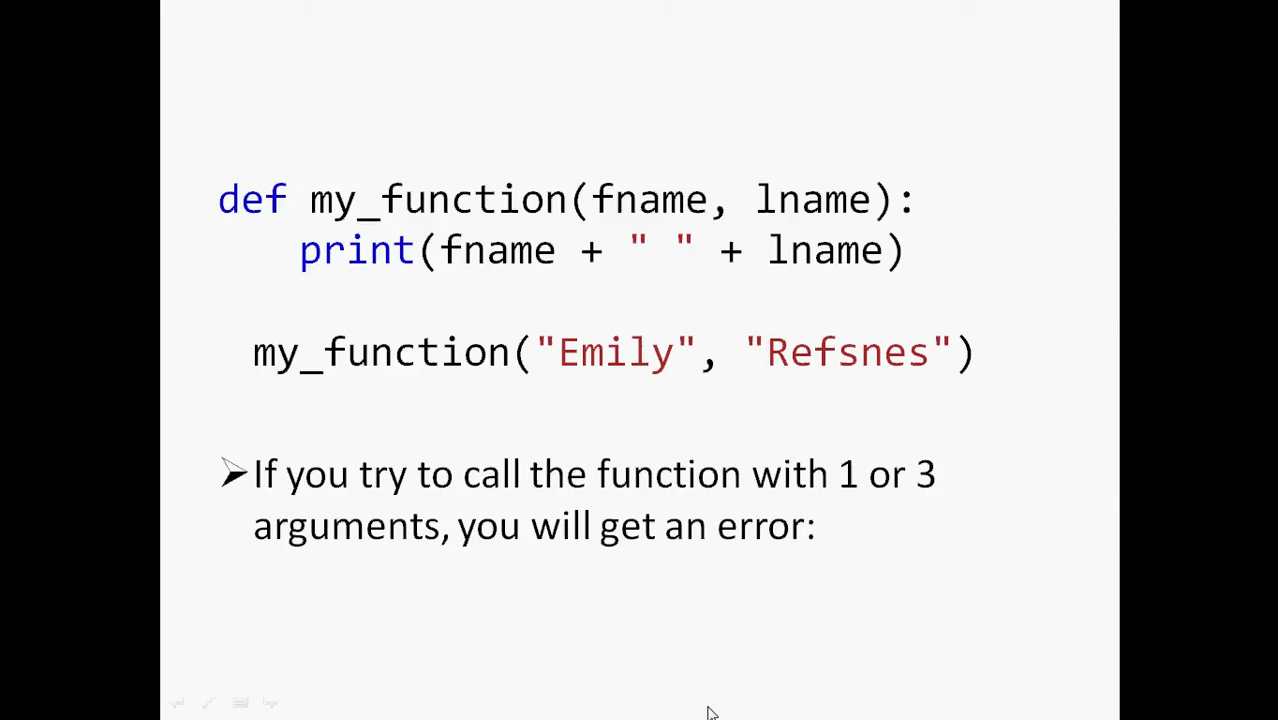 def my_function(fname, lname):
print(fname + " " + lname)
my_function("Emily", "Refsnes")
➢If you try to call the function with 1 or 3
arguments, you will get an error: